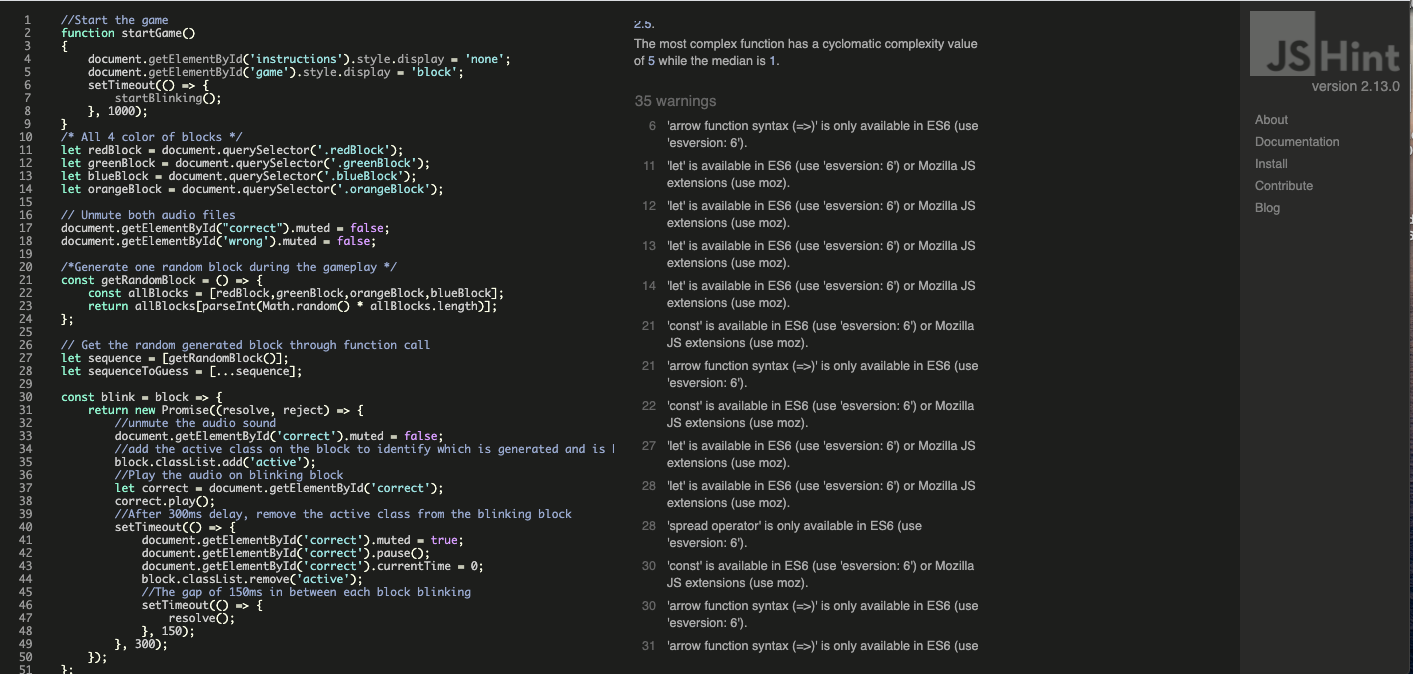 1 //Start the game
2 function startGame()
3 {
4 document.getElementById('instructions').style.display = 'none';
5 document.getElementById('game').style.display = 'block';
6 setTimeout(() => {
7 startBlinking();
8 }, 1000);
9 }
10 /* All 4 color of blocks */
11 let redBlock = document.querySelector('.redBlock');
12 let greenBlock = document.querySelector('.greenBlock');
13 let blueBlock = document.querySelector('.blueBlock');
14 let orangeBlock = document.querySelector('.orangeBlock');
15
16 // Unmute both audio files
17 document.getElementById("correct").muted = false;
18 document.getElementById('wrong').muted = false;
19
20 /*Generate one random block during the gameplay */
21 const getRandomBlock = () => {
22 const allBlocks = [redBlock,greenBlock,orangeBlock,blueBlock];
23 return allBlocks[parseInt(Math.random() * allBlocks.length)];
24 };
25
26 // Get the random generated block through function call
27 let sequence = [getRandomBlock()];
28 let sequenceToGuess = [...sequence];
29
30 const blink = block => {
31 return new Promise((resolve, reject) => {
32 //unmute the audio sound
33 document.getElementById('correct').muted = false;
34 //add the active class on the block to identify which is generated and is
35 block.classList.add('active');
36 //Play the audio on blinking block
37 let correct = document.getElementById('correct');
38 correct.play();
39 //After 300ms delay, remove the active class from the blinking block
40 setTimeout(() => {
41 document.getElementById('correct').muted = true;
42 document.getElementById('correct').pause();
43 document.getElementById('correct').currentTime = 0;
44 block.classList.remove('active');
45 //The gap of 150ms in between each block blinking
46 setTimeout(() => {
47 resolve();
48 }, 150);
49 }, 300);
50 });
51 };
2.5.
The most complex function has a cyclomatic complexity value
of 5 while the median is 1.
35 warnings
6 'arrow function syntax (=>)' is only available in ES6 (use
'esversion: 6').
11 'let' is available in ES6 (use 'esversion: 6') or Mozilla JS
extensions (use moz).
12 'let' is available in ES6 (use 'esversion: 6') or Mozilla JS
extensions (use moz).
13 'let' is available in ES6 (use 'esversion: 6') or Mozilla JS
extensions (use moz).
14 'let' is available in ES6 (use 'esversion: 6') or Mozilla JS
extensions (use moz).
21 'const' is available in ES6 (use 'esversion: 6') or Mozilla
JS extensions (use moz).
21 'arrow function syntax (=>)' is only available in ES6 (use
'esversion: 6').
22 'const' is available in ES6 (use 'esversion: 6') or Mozilla
JS extensions (use moz).
27 'let' is available in ES6 (use 'esversion: 6') or Mozilla JS
extensions (use moz).
28 'let' is available in ES6 (use 'esversion: 6') or Mozilla JS
extensions (use moz).
28 'spread operator' is only available in ES6 (use
'esversion: 6').
30 'const' is available in ES6 (use 'esversion: 6') or Mozilla
JS extensions (use moz).
30 'arrow function syntax (=>)' is only available in ES6 (use
'esversion: 6').
31 'arrow function syntax (=>)' is only available in ES6 (use
JSHint
version 2.13.0
About
Documentation
Install
Contribute
Blog